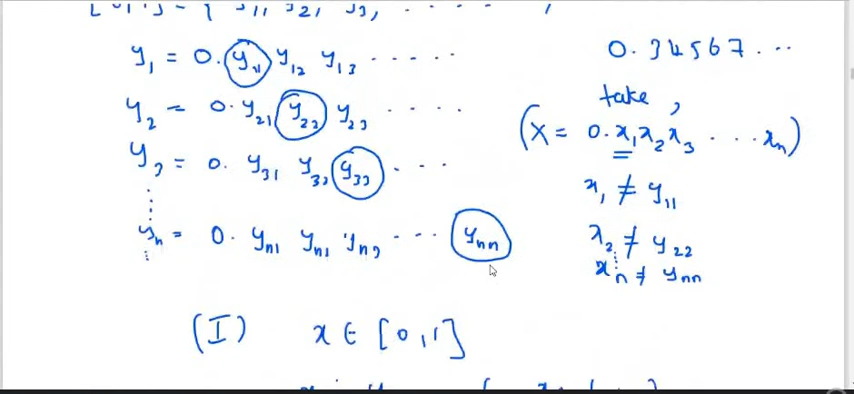 y₁ = 0. y₁₁ y₁₂ y₁₃ ......
0.34567...
y₂ = 0. y₂₁ y₂₂ y₂₃ ....
take,
(x = 0. x₁ x₂ x₃ .... xₙ)
y₃ = 0. y₃₁ y₃₂ y₃₃ ...
x₁ ≠ y₁₁
yₙ = 0. yₙ₁ yₙ₂ yₙ₃ ... yₙₙ
x₂ ≠ y₂₂
xₙ ≠ yₙₙ
(I) x ∈ [0,1]